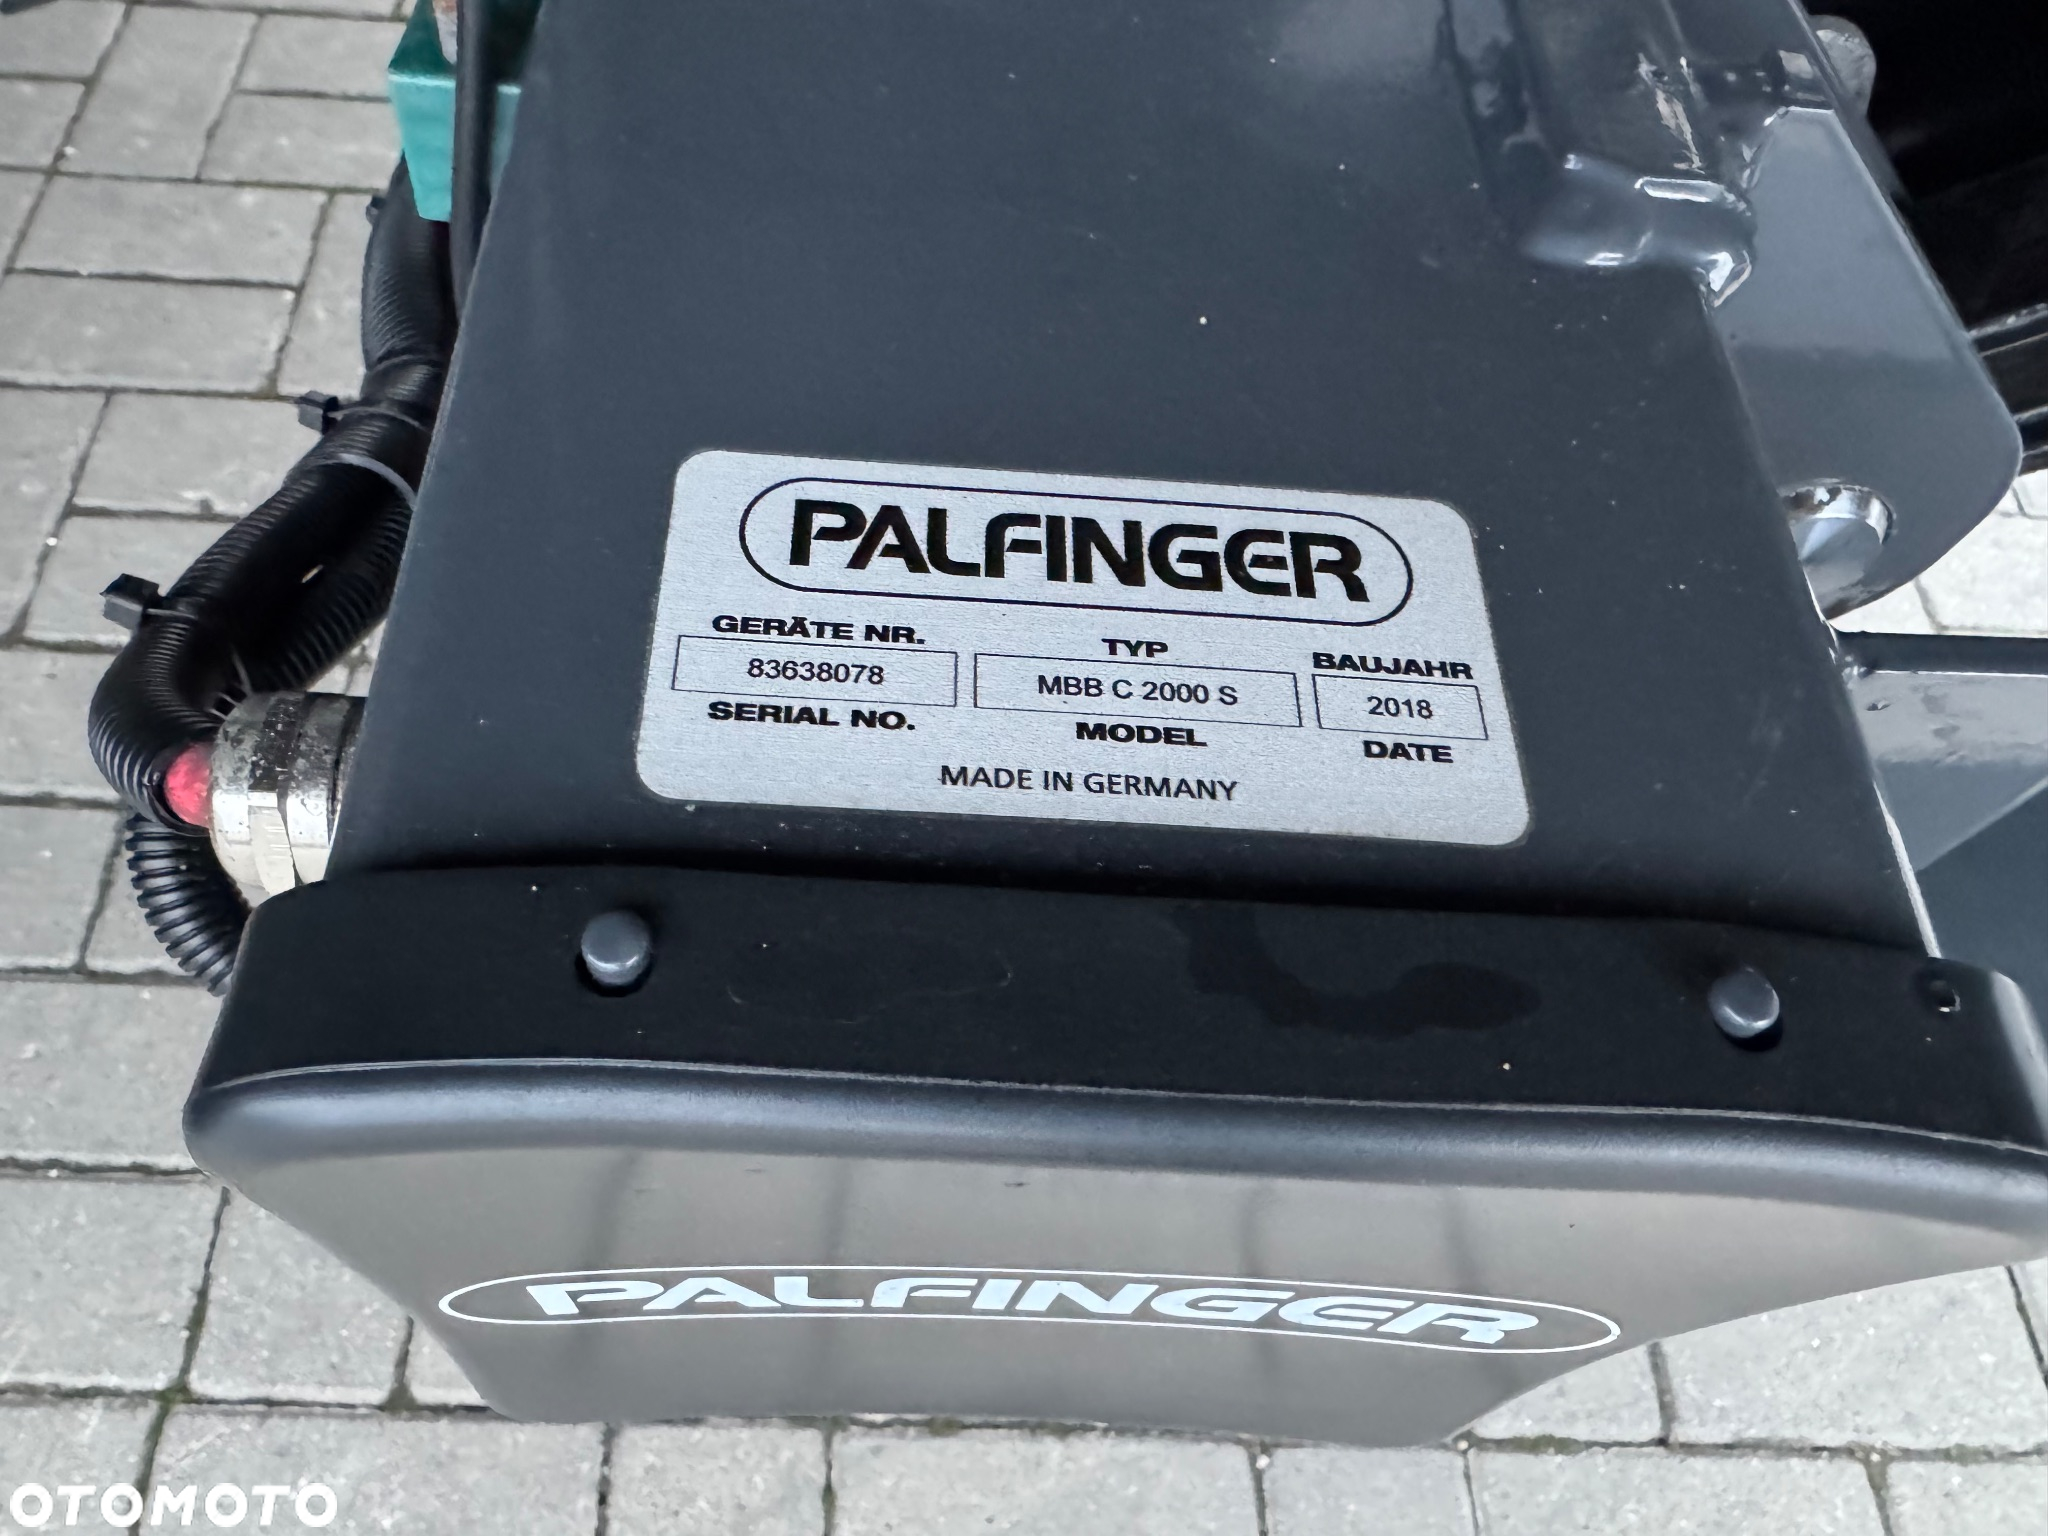 PALFINGER
GERÄTE NR. TYP BAUJAHR
83638078 MBB C 2000 S 2018
SERIAL NO. MODEL DATE
MADE IN GERMANY
PALFINGER
OTOMOTO